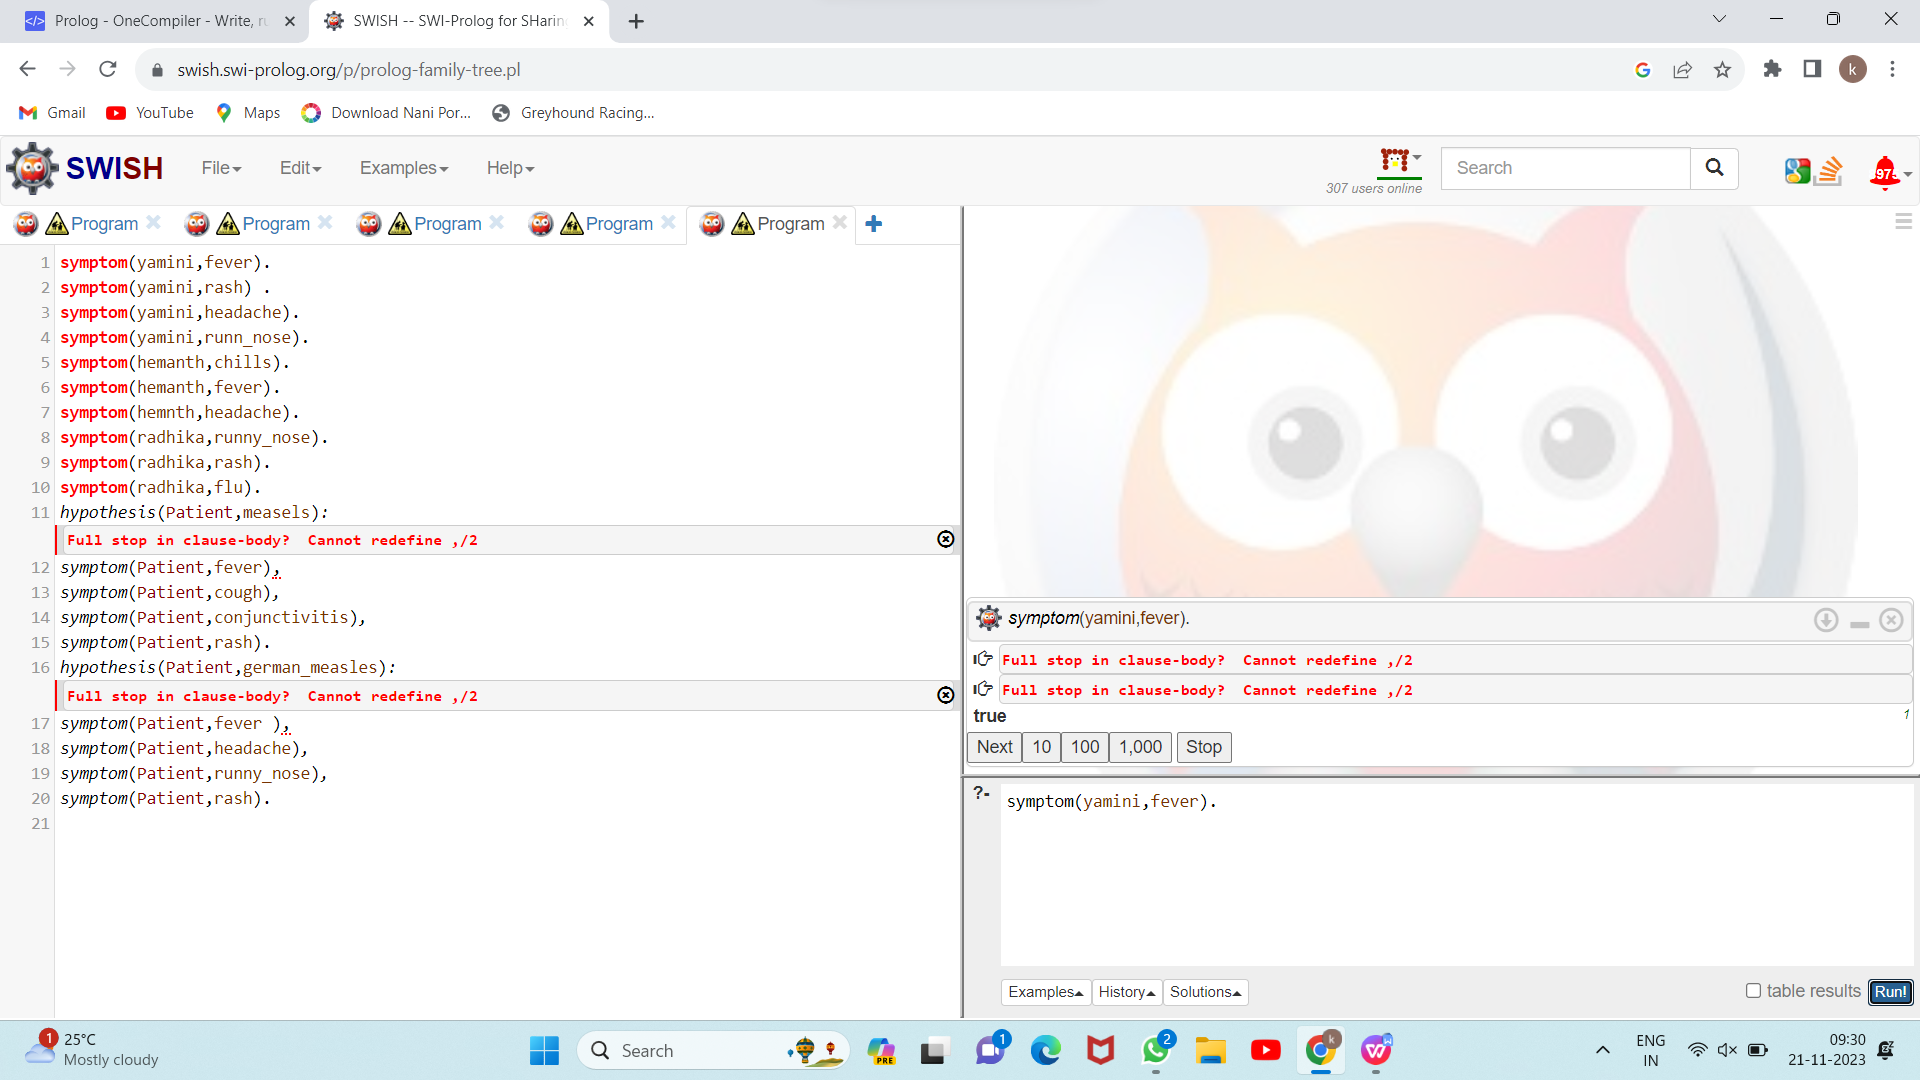 Prolog - OneCompiler - Write, ru
SWISH -- SWI-Prolog for SHaring
swish.swi-prolog.org/p/prolog-family-tree.pl
k
Gmail
YouTube
Maps
Download Nani Por...
Greyhound Racing...
SWISH
File
Edit
Examples
Help
307 users online
Search
975
Program
Program
Program
Program
Program
1 symptom(yamini,fever).
2 symptom(yamini,rash) .
3 symptom(yamini,headache).
4 symptom(yamini,runn_nose).
5 symptom(hemanth,chills).
6 symptom(hemanth,fever).
7 symptom(hemnth,headache).
8 symptom(radhika,runny_nose).
9 symptom(radhika,rash).
10 symptom(radhika,flu).
11 hypothesis(Patient,measels):
Full stop in clause-body?  Cannot redefine ,/2
12 symptom(Patient,fever),
13 symptom(Patient,cough),
14 symptom(Patient,conjunctivitis),
15 symptom(Patient,rash).
16 hypothesis(Patient,german_measles):
Full stop in clause-body?  Cannot redefine ,/2
17 symptom(Patient,fever ),
18 symptom(Patient,headache),
19 symptom(Patient,runny_nose),
20 symptom(Patient,rash).
21
symptom(yamini,fever).
Full stop in clause-body?  Cannot redefine ,/2
Full stop in clause-body?  Cannot redefine ,/2
true
1
Next 10 100 1,000 Stop
?- symptom(yamini,fever).
Examples History Solutions
table results Run!
1
25°C
Mostly cloudy
Search
PRE
1
2
k
ENG
IN
09:30
21-11-2023